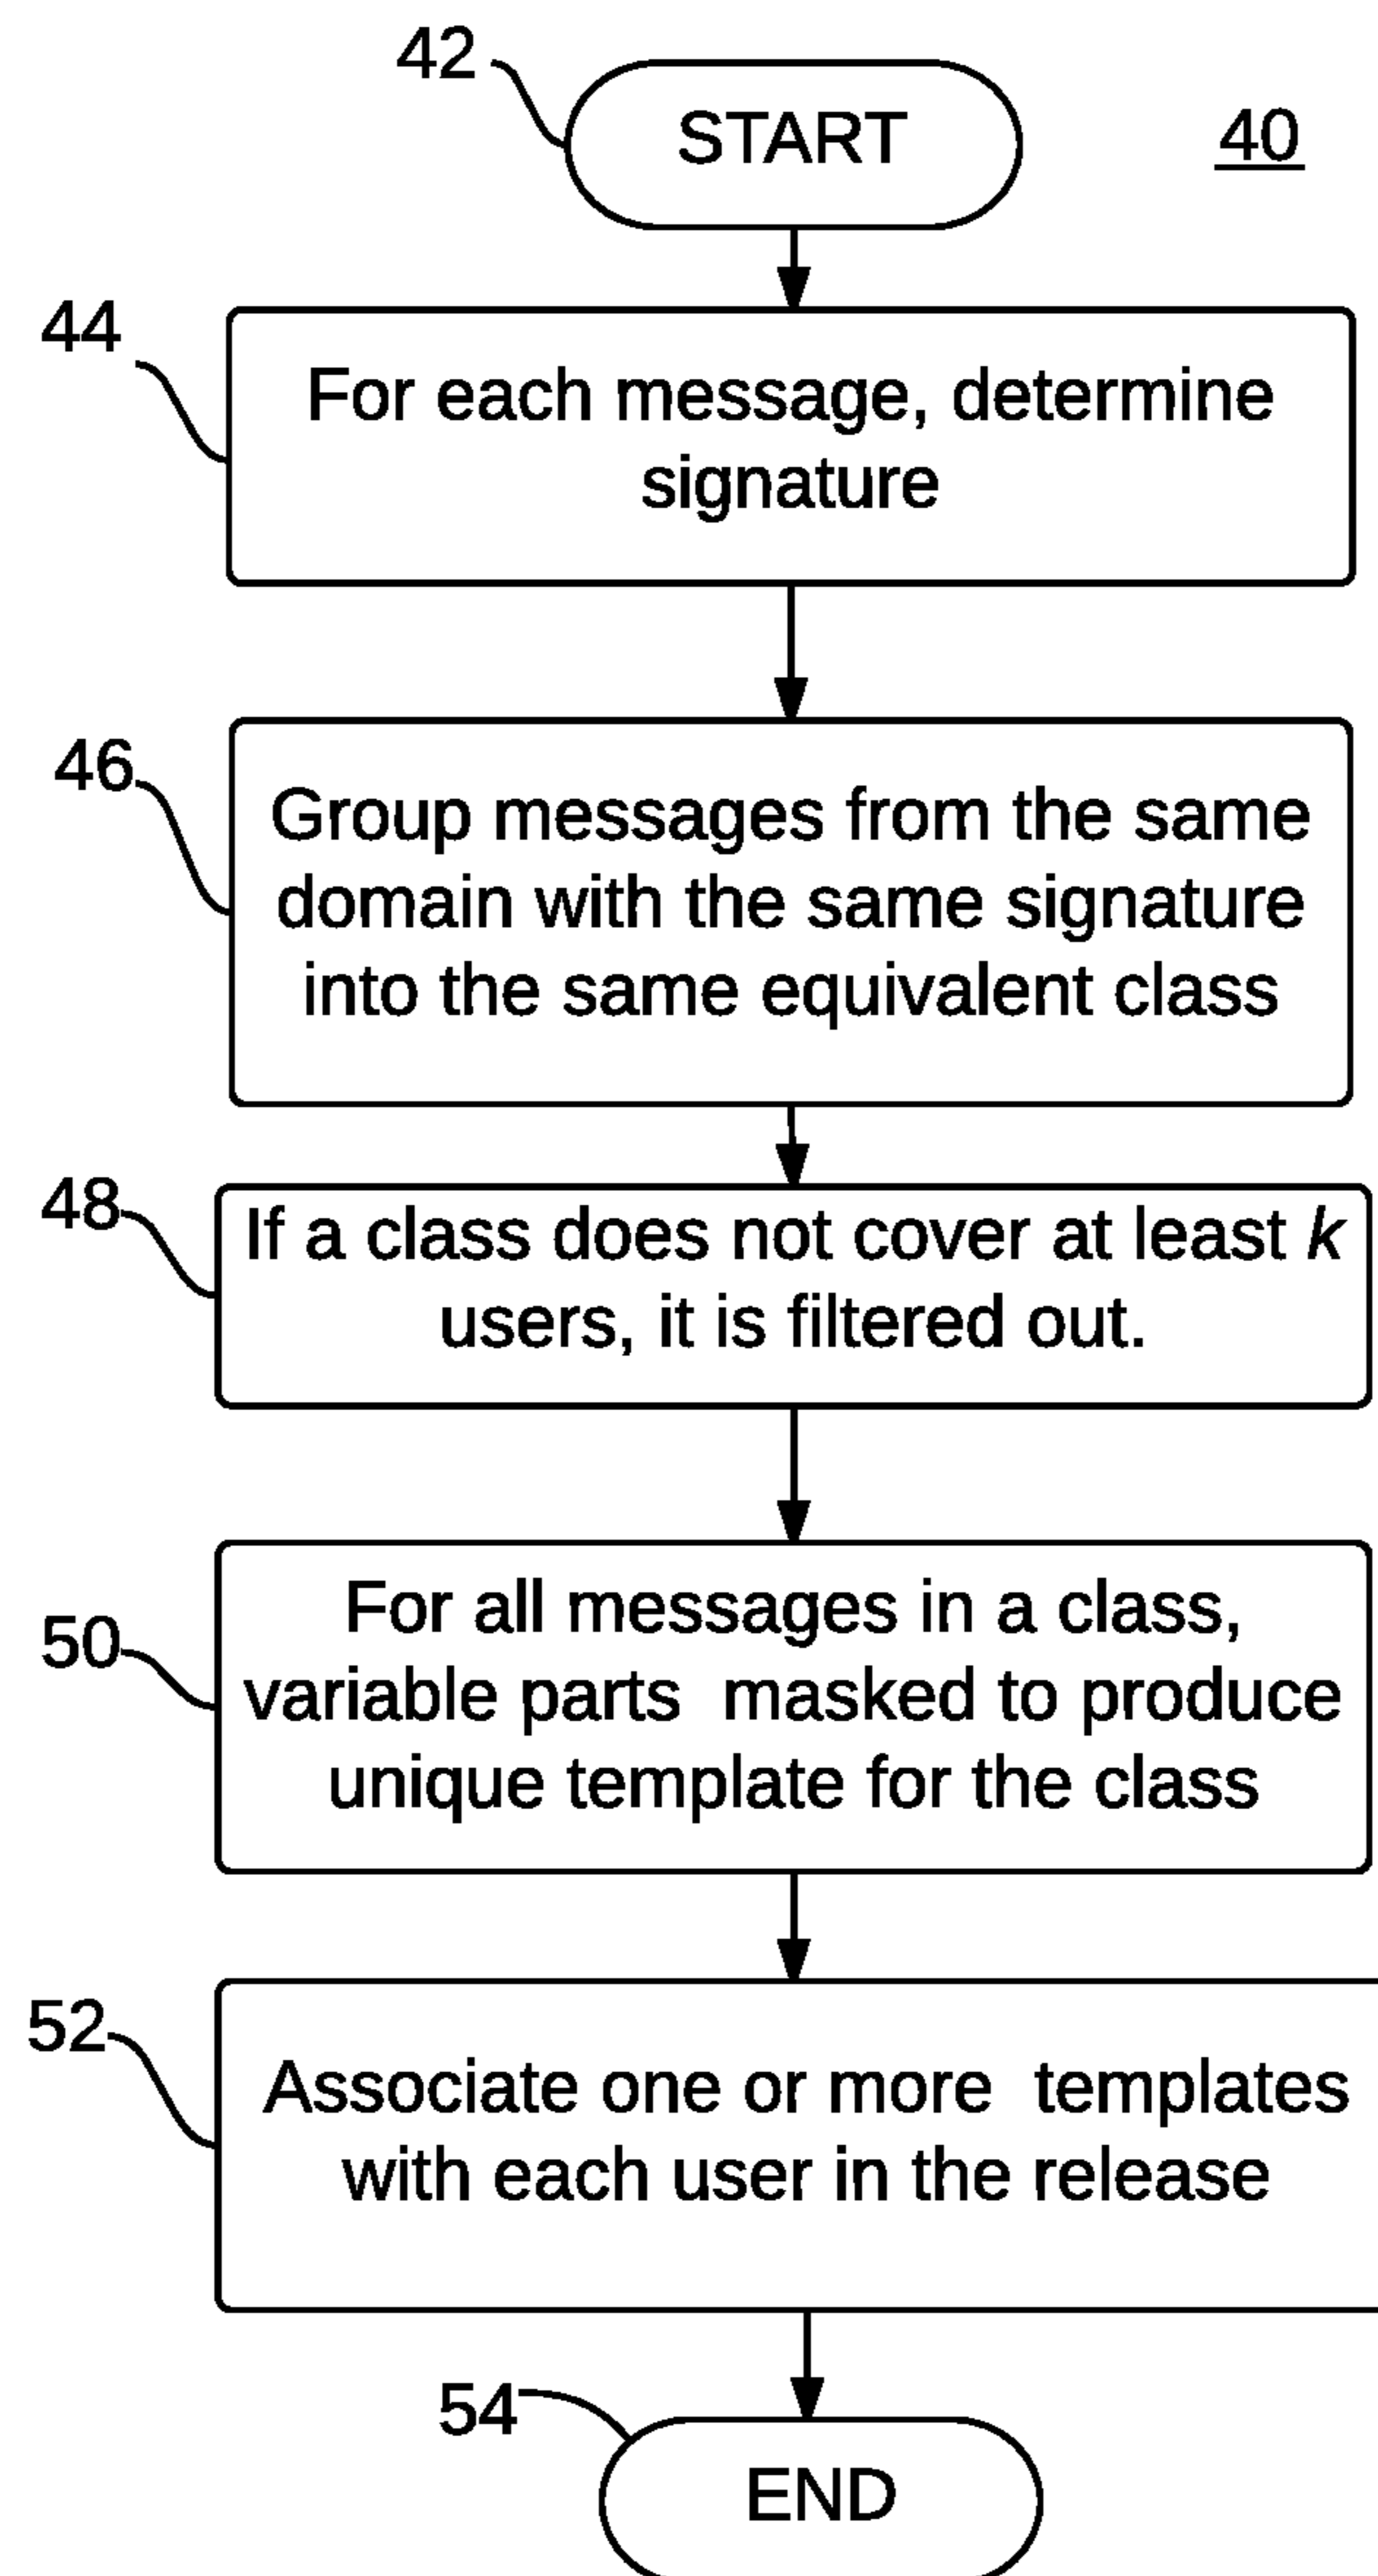 42
START
40
44
For each message, determine
signature
46
Group messages from the same
domain with the same signature
into the same equivalent class
48
If a class does not cover at least k
users, it is filtered out.
50
For all messages in a class,
variable parts  masked to produce
unique template for the class
52
Associate one or more  templates
with each user in the release
54
END